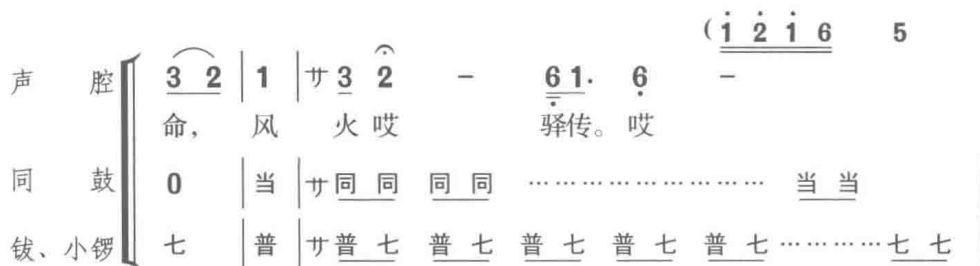 (1 2 1 6 5
声 腔 3 2 | 1 | サ 3 2 - 6 1· 6 -
命， 风 火 哎 驿传。 哎
同 鼓 0 | 当 | サ 同 同 同 同 ……………………… 当 当
钹、小锣 七 | 普 | サ 普 七 普 七 普 七 普 七 普 七 ………… 七 七